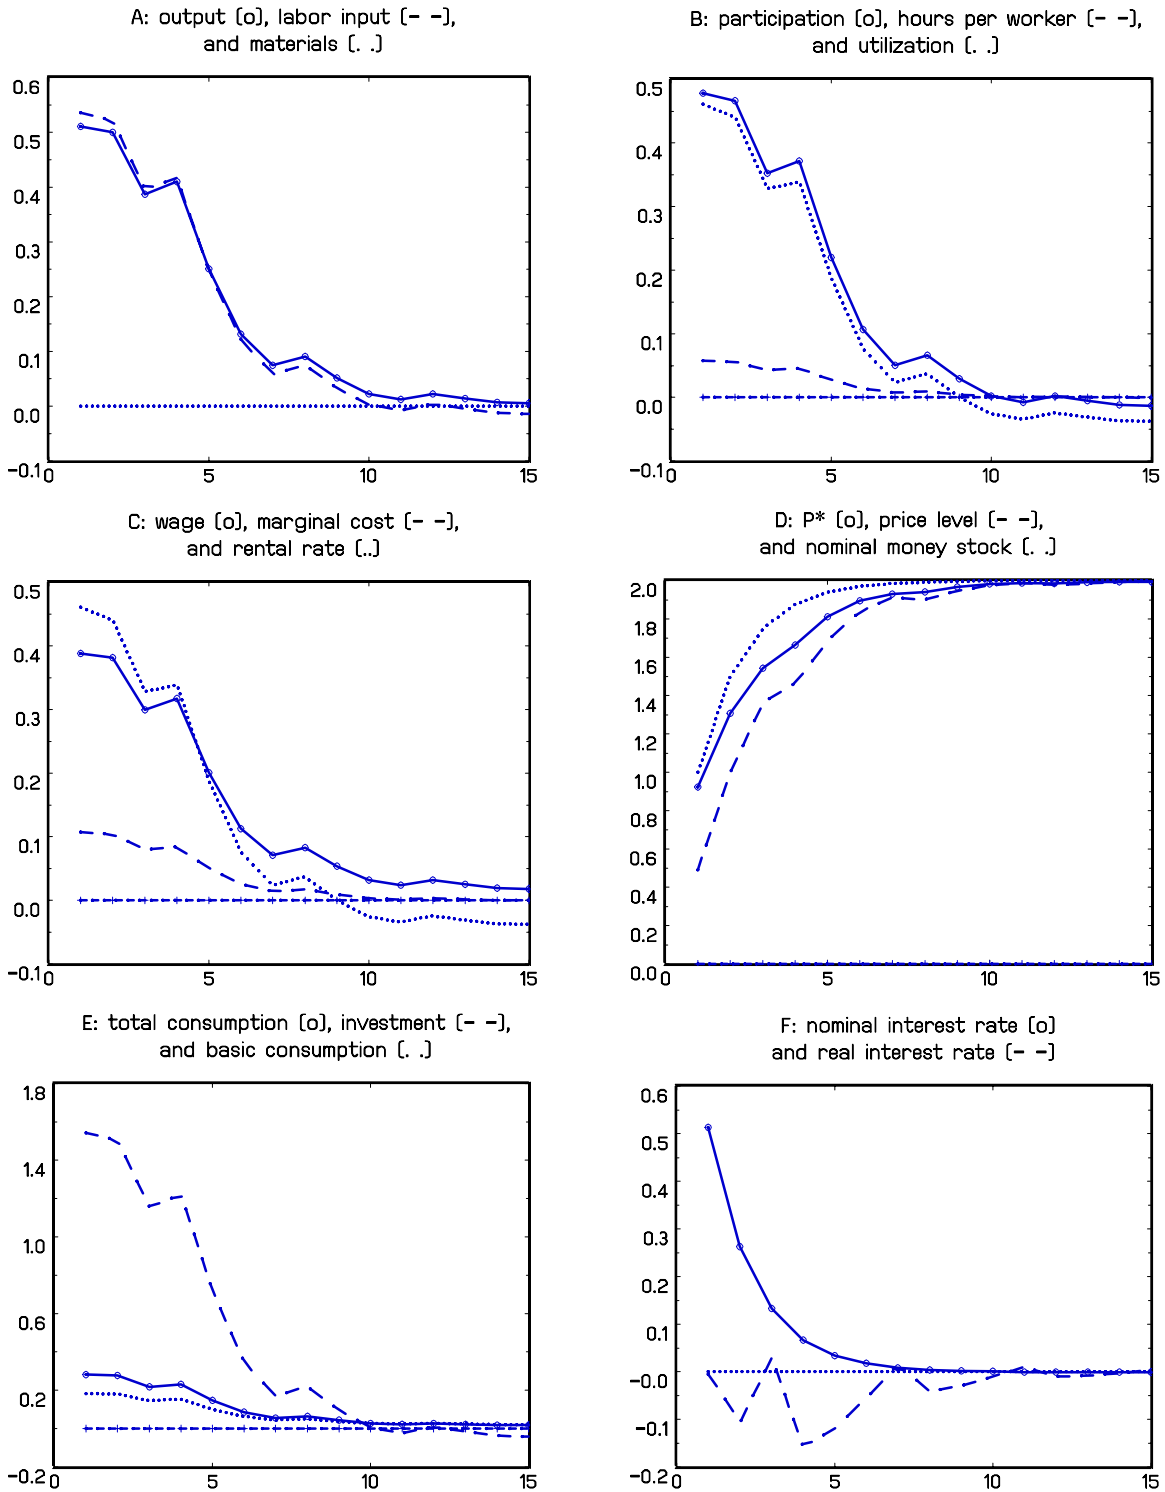 A: output (o), labor input (- -),
and materials (. .)
B: participation (o), hours per worker (- -),
and utilization (. .)
0.6
0.5
0.4
0.3
0.2
0.1
0.0
-0.1
0 5 10 15
0.5
0.4
0.3
0.2
0.1
0.0
-0.1
0 5 10 15
C: wage (o), marginal cost (- -),
and rental rate (..)
D: P* (o), price level (- -),
and nominal money stock (. .)
0.5
0.4
0.3
0.2
0.1
0.0
-0.1
0 5 10 15
2.0
1.8
1.6
1.4
1.2
1.0
0.8
0.6
0.4
0.2
0.0
0 5 10 15
E: total consumption (o), investment (- -),
and basic consumption (. .)
F: nominal interest rate (o)
and real interest rate (- -)
1.8
1.4
1.0
0.6
0.2
-0.2
0 5 10 15
0.6
0.5
0.4
0.3
0.2
0.1
-0.0
-0.1
-0.2
0 5 10 15